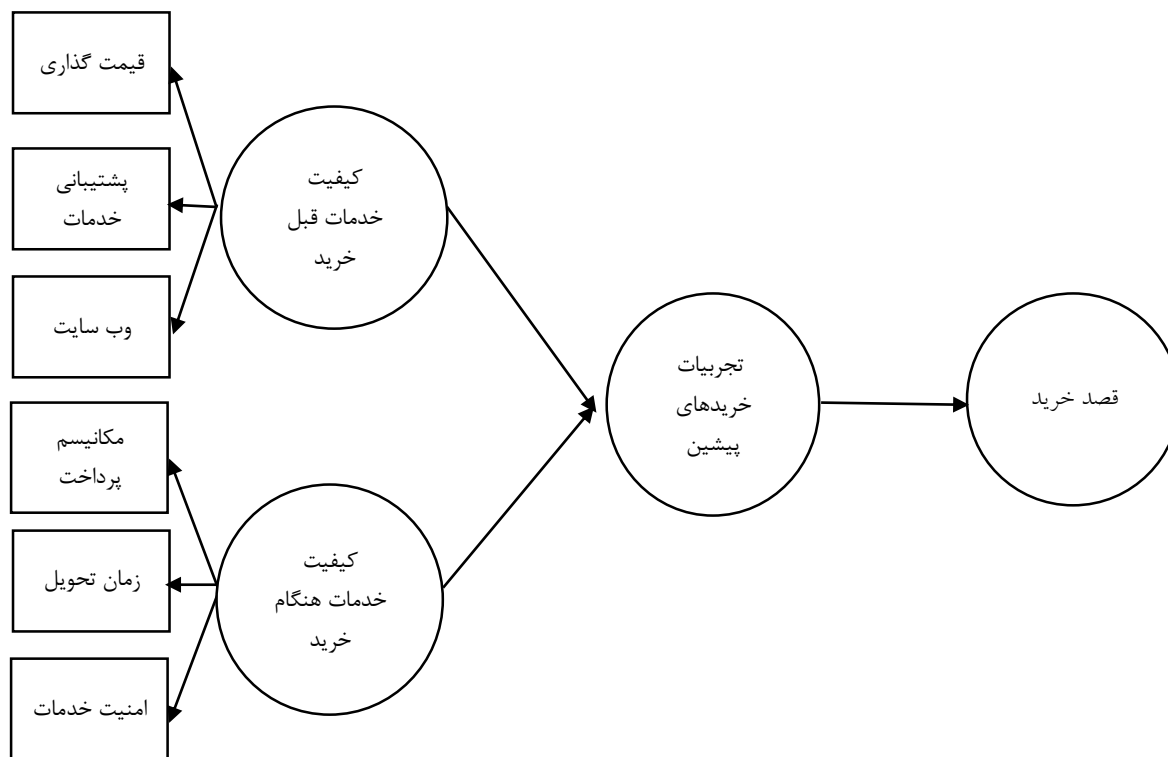 قیمت گذاری
پشتیبانی
خدمات
وب سایت
مکانیسم
پرداخت
زمان تحویل
امنیت خدمات
کیفیت
خدمات قبل
خرید
کیفیت
خدمات هنگام
خرید
تجربیات
خریدهای
پیشین
قصد خرید